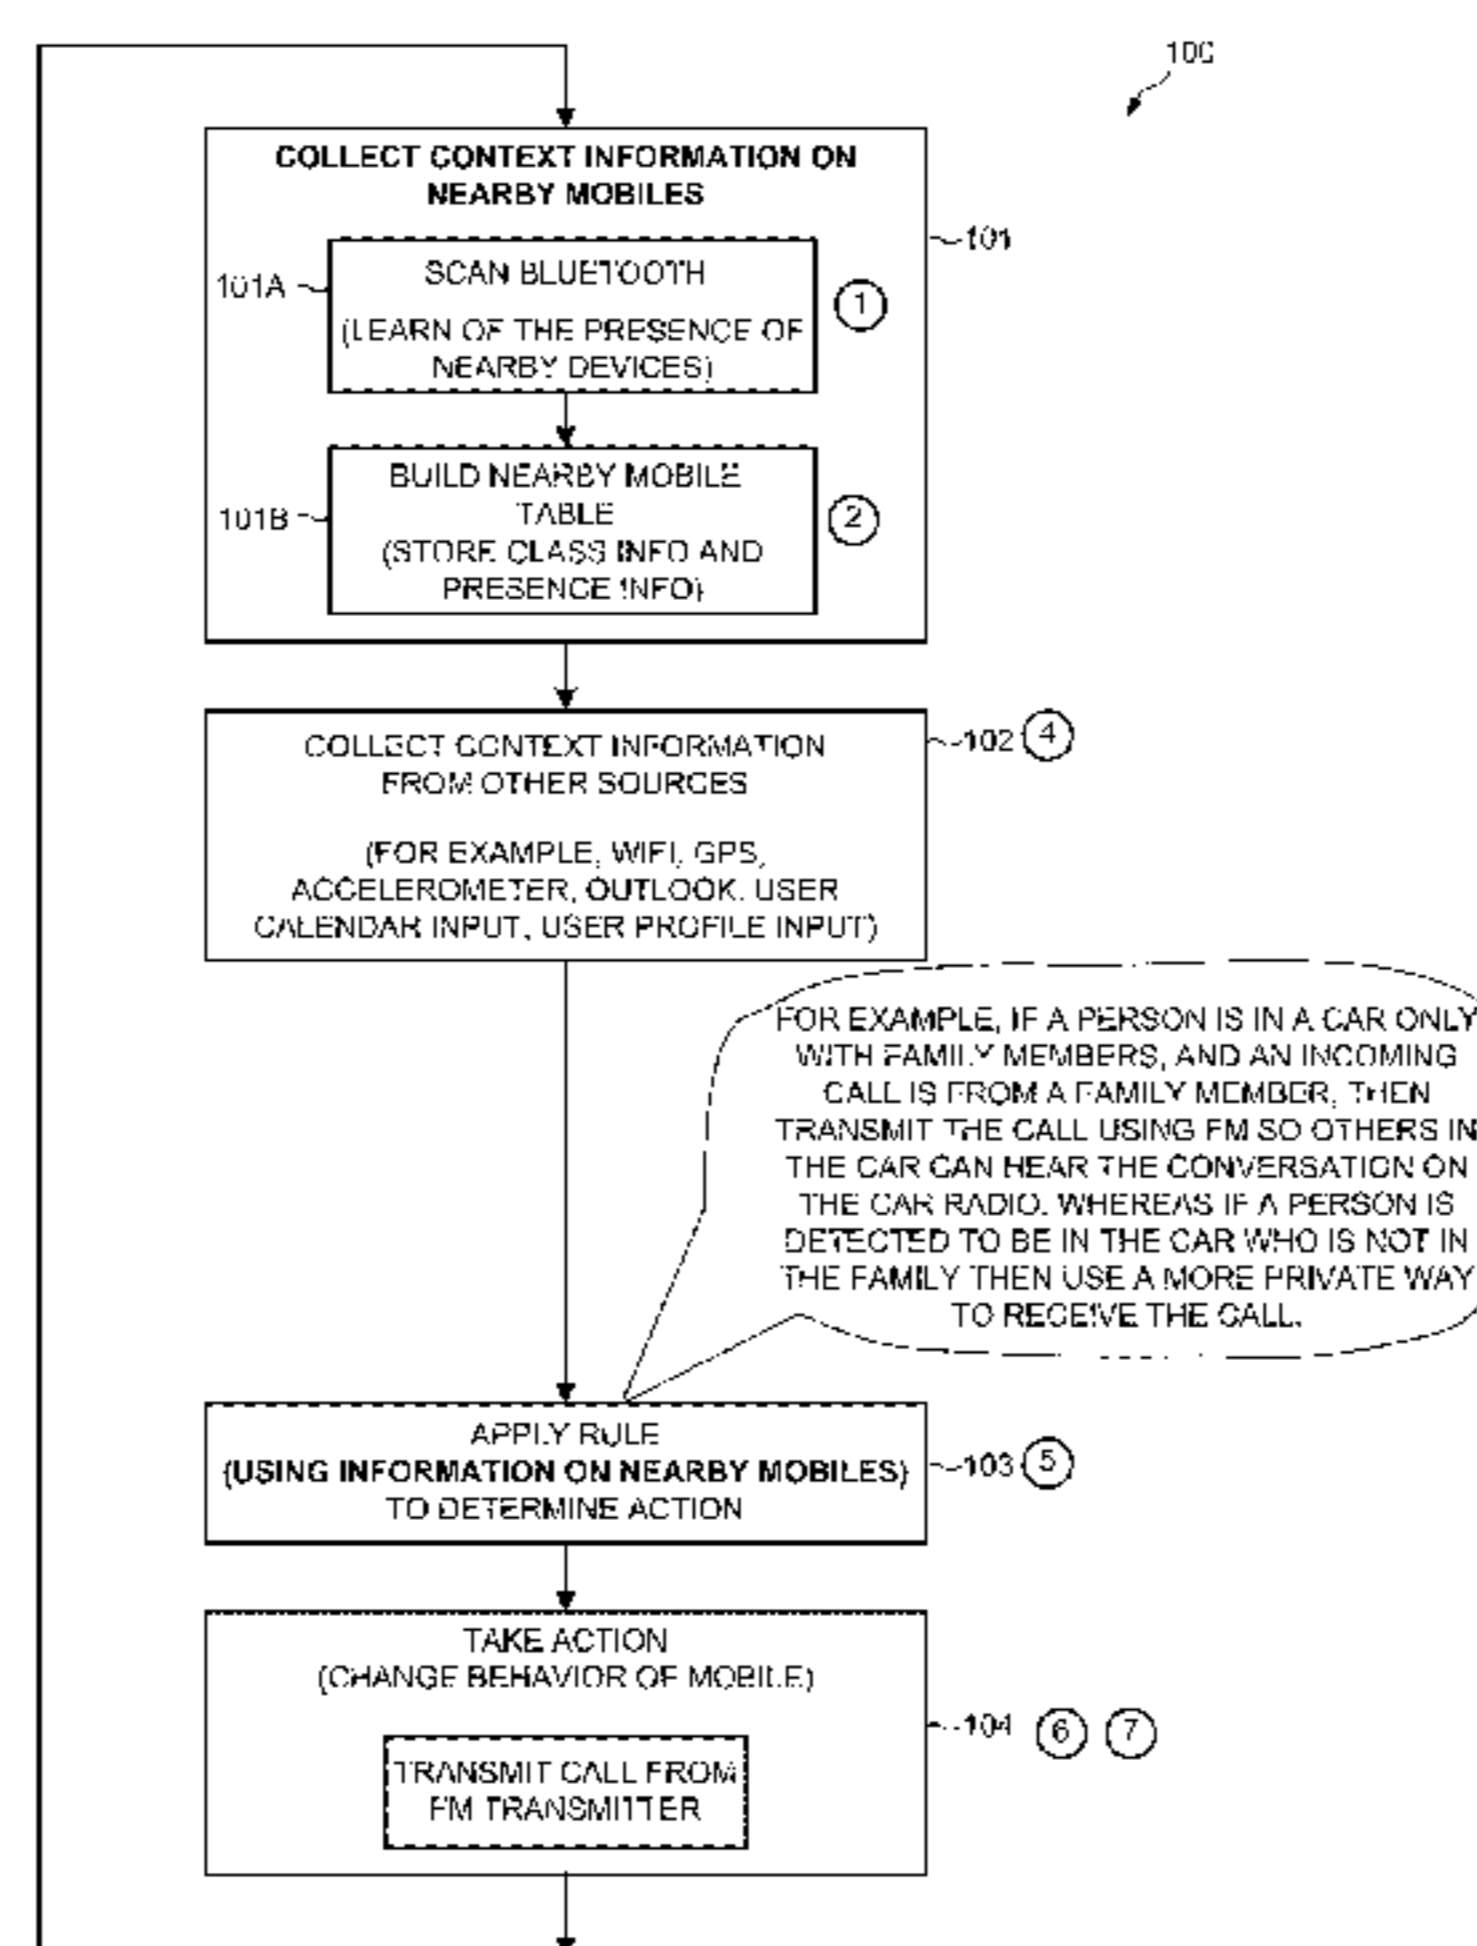 100
COLLECT CONTEXT INFORMATION ON
NEARBY MOBILES
101
101A
SCAN BLUETOOTH
(LEARN OF THE PRESENCE OF
NEARBY DEVICES)
1
101B
BUILD NEARBY MOBILE
TABLE
(STORE CLASS INFO AND
PRESENCE INFO)
2
COLLECT CONTEXT INFORMATION
FROM OTHER SOURCES
(FOR EXAMPLE, WIFI, GPS,
ACCELEROMETER, OUTLOOK, USER
CALENDAR INPUT, USER PROFILE INPUT)
102 4
FOR EXAMPLE, IF A PERSON IS IN A CAR ONLY
WITH FAMILY MEMBERS, AND AN INCOMING
CALL IS FROM A FAMILY MEMBER, THEN
TRANSMIT THE CALL USING FM SO OTHERS IN
THE CAR CAN HEAR THE CONVERSATION ON
THE CAR RADIO. WHEREAS IF A PERSON IS
DETECTED TO BE IN THE CAR WHO IS NOT IN
THE FAMILY THEN USE A MORE PRIVATE WAY
TO RECEIVE THE CALL.
APPLY RULE
(USING INFORMATION ON NEARBY MOBILES)
TO DETERMINE ACTION
103 5
TAKE ACTION
(CHANGE BEHAVIOR OF MOBILE)
104 6 7
TRANSMIT CALL FROM
FM TRANSMITTER